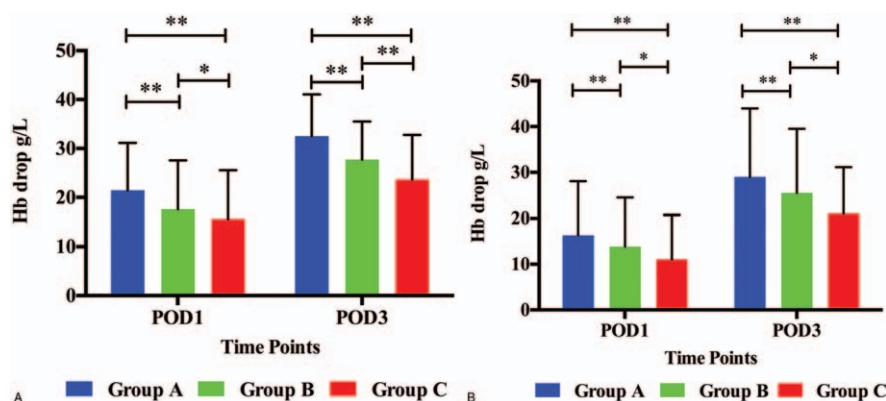 ** **
** * ** **
50
40
30
20
10
0
Hb drop g/L
POD1 POD3
Time Points
A Group A Group B Group C
** **
** * ** *
50
40
30
20
10
0
Hb drop g/L
POD1 POD3
Time Points
B Group A Group B Group C